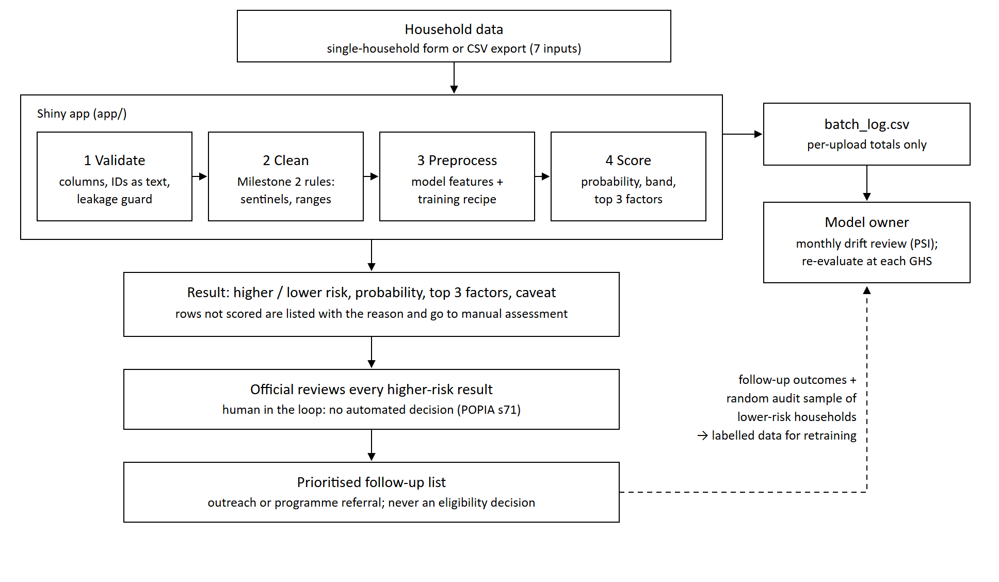 Household data
single-household form or CSV export (7 inputs)
Shiny app (app/)
1 Validate
columns, IDs as text,
leakage guard
2 Clean
Milestone 2 rules:
sentinels, ranges
3 Preprocess
model features +
training recipe
4 Score
probability, band,
top 3 factors
batch_log.csv
per-upload totals only
Model owner
monthly drift review (PSI);
re-evaluate at each GHS
Result: higher / lower risk, probability, top 3 factors, caveat
rows not scored are listed with the reason and go to manual assessment
Official reviews every higher-risk result
human in the loop: no automated decision (POPIA s71)
follow-up outcomes +
random audit sample of
lower-risk households
→ labelled data for retraining
Prioritised follow-up list
outreach or programme referral; never an eligibility decision